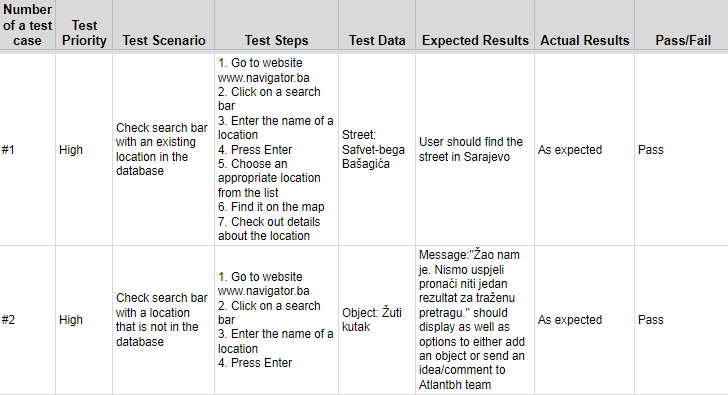 Number of a test case
Test Priority
Test Scenario
Test Steps
Test Data
Expected Results
Actual Results
Pass/Fail
#1
High
Check search bar
with an existing
location in the
database
1. Go to website
www.navigator.ba
2. Click on a search
bar
3. Enter the name of a
location
4. Press Enter
5. Choose an
appropriate location
from the list
6. Find it on the map
7. Check out details
about the location
Street:
Safvet-bega
Bašagića
User should find the
street in Sarajevo
As expected
Pass
#2
High
Check search bar
with a location
that is not in the
database
1. Go to website
www.navigator.ba
2. Click on a search
bar
3. Enter the name of a
location
4. Press Enter
Object: Žuti
kutak
Message:"Žao nam
je. Nismo uspjeli
pronaći niti jedan
rezultat za traženu
pretragu." should
display as well as
options to either add
an object or send an
idea/comment to
Atlantbh team
As expected
Pass